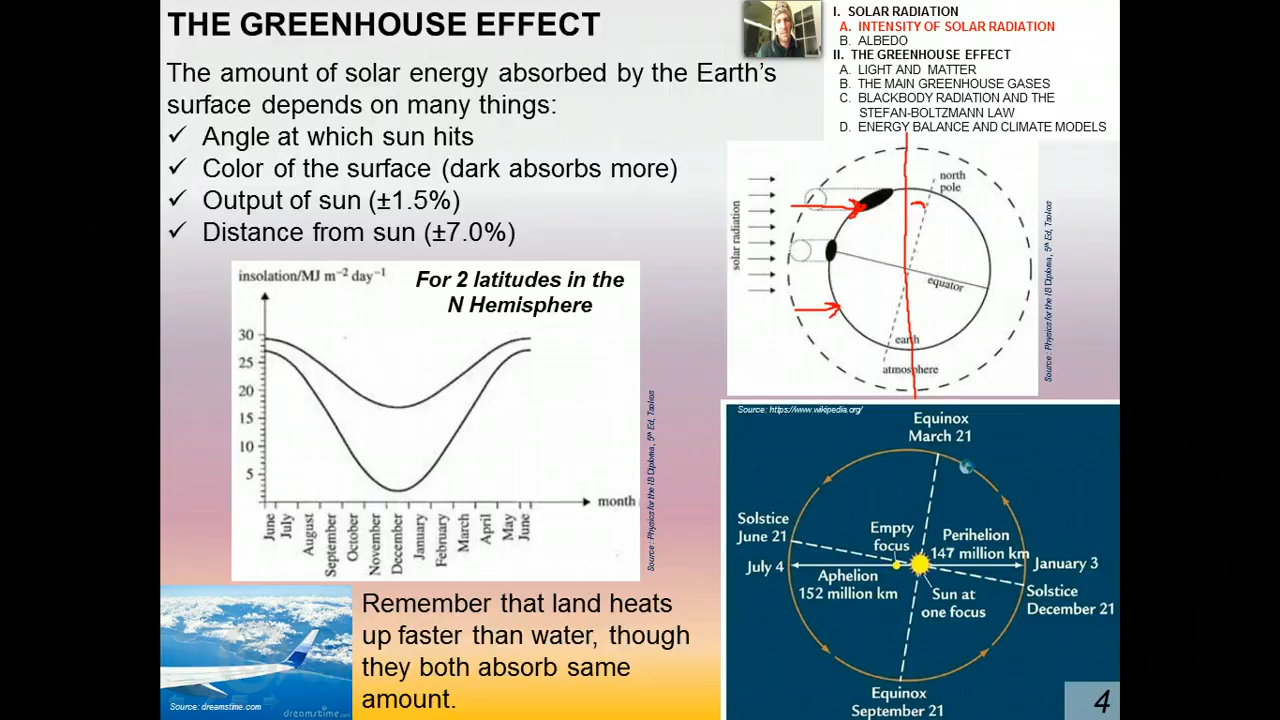 THE GREENHOUSE EFFECT
The amount of solar energy absorbed by the Earth's
surface depends on many things:
✓ Angle at which sun hits
✓ Color of the surface (dark absorbs more)
✓ Output of sun (±1.5%)
✓ Distance from sun (±7.0%)
I. SOLAR RADIATION
A. INTENSITY OF SOLAR RADIATION
B. ALBEDO
II. THE GREENHOUSE EFFECT
A. LIGHT AND MATTER
B. THE MAIN GREENHOUSE GASES
C. BLACKBODY RADIATION AND THE
STEFAN-BOLTZMANN LAW
D. ENERGY BALANCE AND CLIMATE MODELS
insolation/MJ m⁻² day⁻¹
For 2 latitudes in the
N Hemisphere
30
25
20
15
10
5
month
June
July
August
September
October
November
December
January
February
March
April
May
June
Source: Physics for the IB Diploma, 5th Ed, Tsokos
solar radiation
north
pole
equator
earth
atmosphere
Source: Physics for the IB Diploma, 5th Ed, Tsokos
Source: https://www.wikipedia.org/
Equinox
March 21
Solstice
June 21
Empty
focus
Perihelion
147 million km
July 4
January 3
Aphelion
152 million km
Sun at
one focus
Solstice
December 21
Equinox
September 21
Remember that land heats
up faster than water, though
they both absorb same
amount.
Source: dreamstime.com
dreamstime.com
4